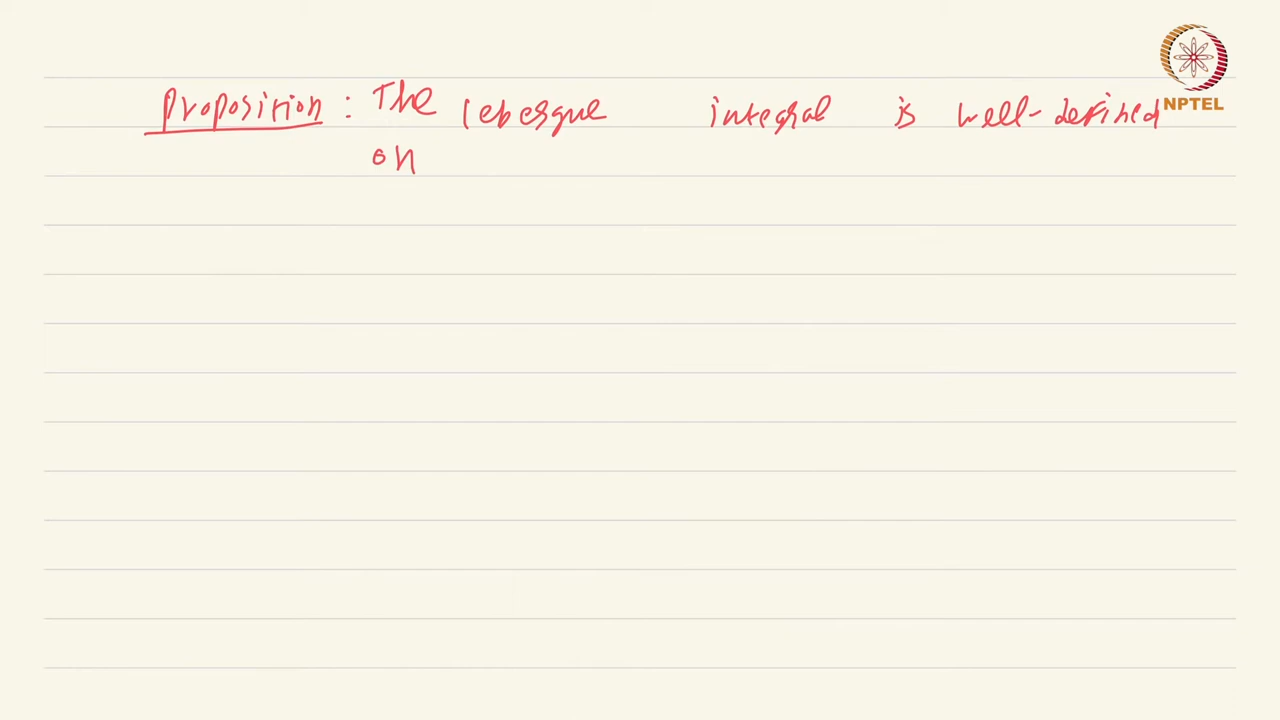 Proposition : The lebesgue integral is well-defined
on
NPTEL